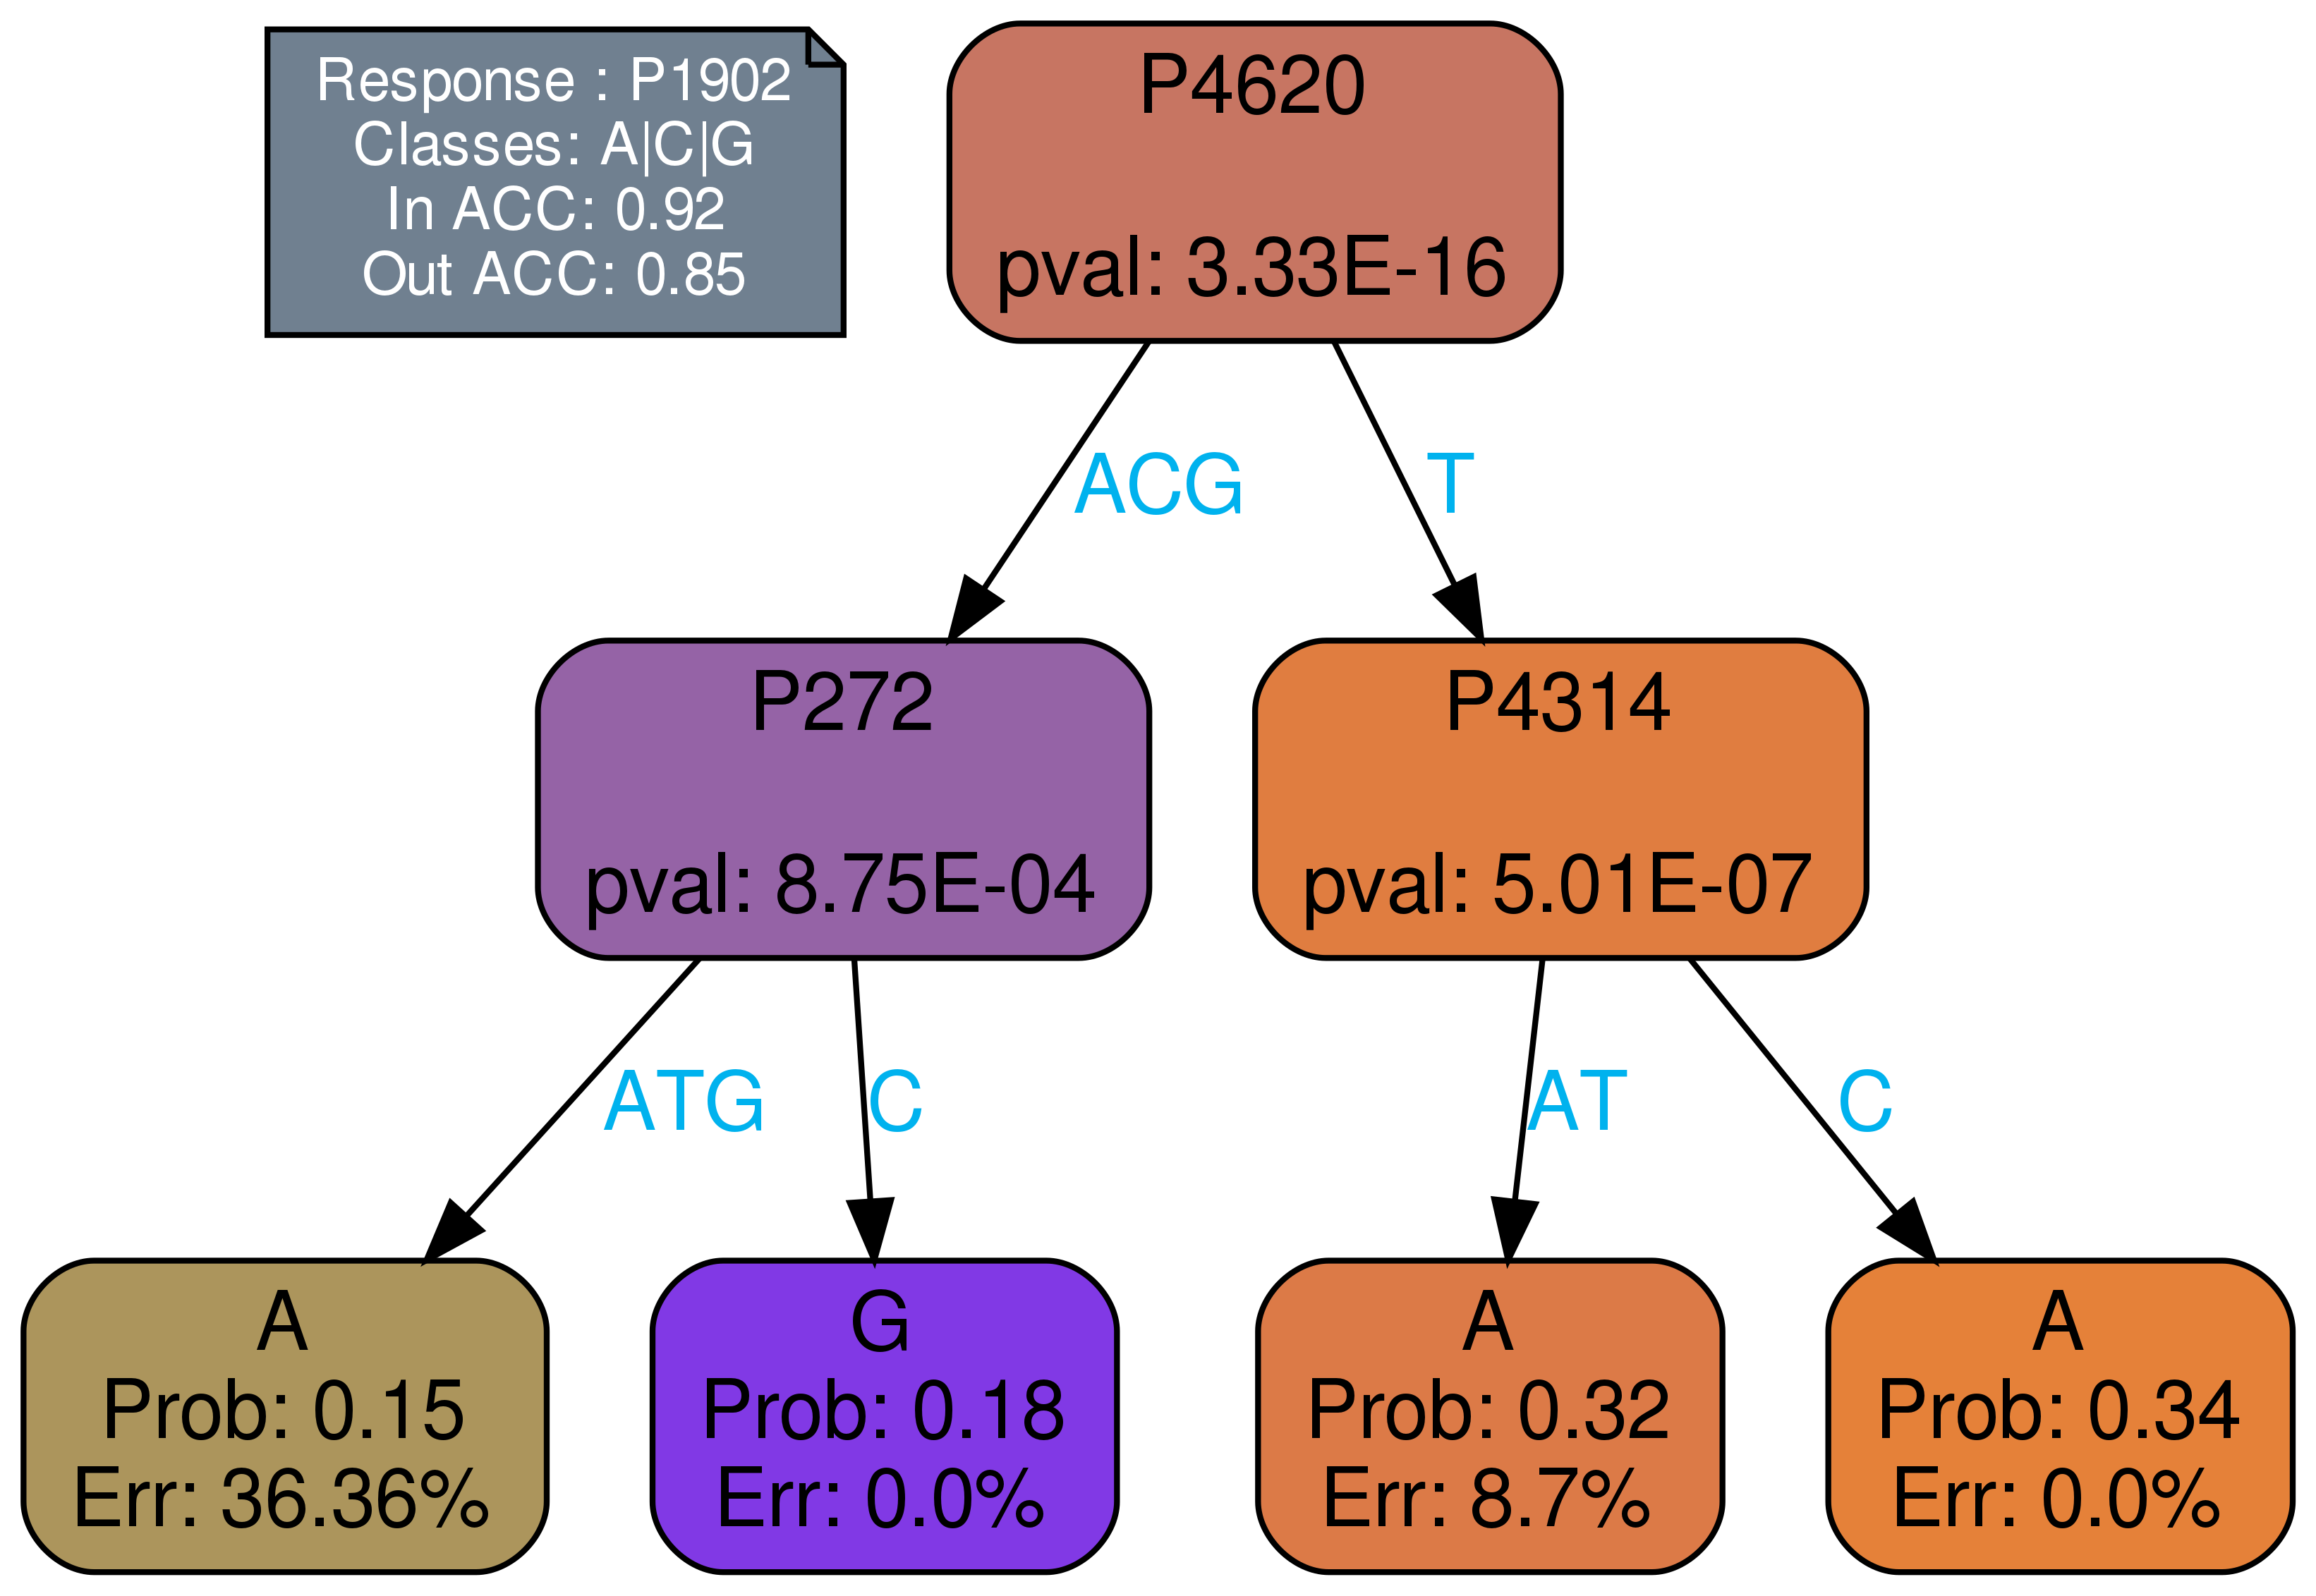 Response : P1902
Classes: A|C|G
In ACC: 0.92
Out ACC: 0.85
P4620
pval: 3.33E-16
ACG
T
P272
pval: 8.75E-04
P4314
pval: 5.01E-07
ATG
C
AT
C
A
Prob: 0.15
Err: 36.36%
G
Prob: 0.18
Err: 0.0%
A
Prob: 0.32
Err: 8.7%
A
Prob: 0.34
Err: 0.0%